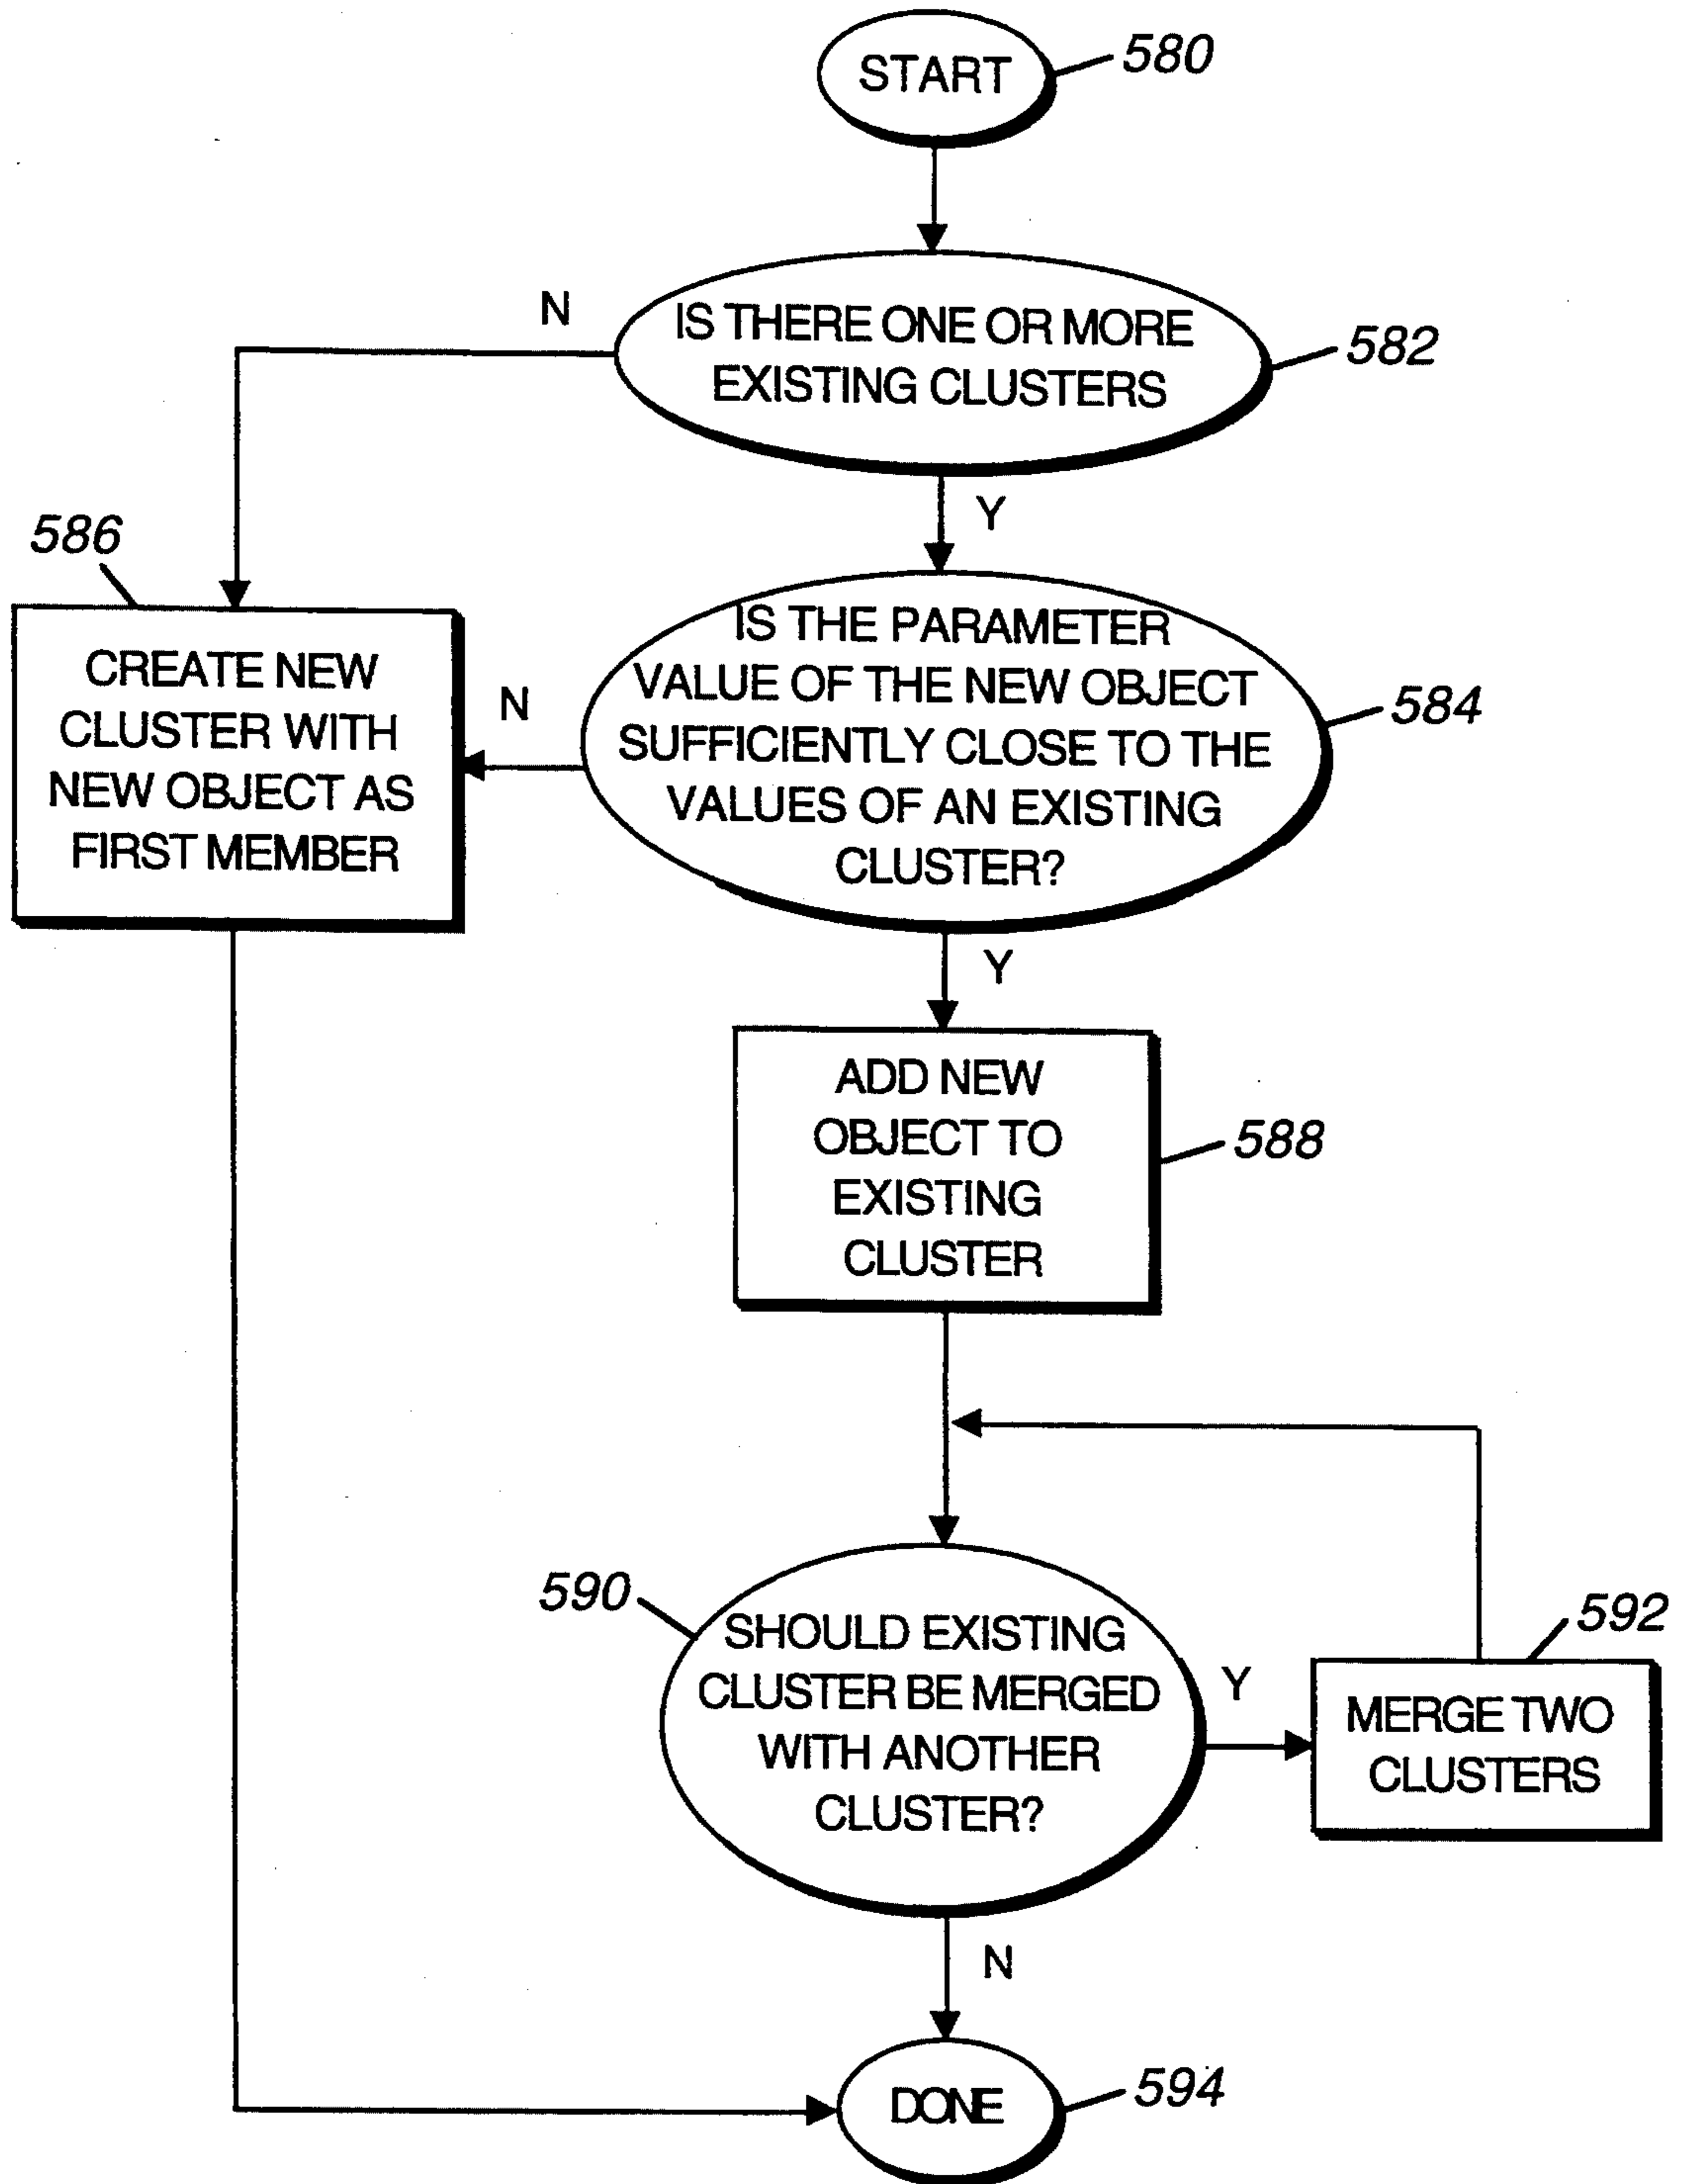 START
580
N
IS THERE ONE OR MORE
EXISTING CLUSTERS
582
Y
586
CREATE NEW
CLUSTER WITH
NEW OBJECT AS
FIRST MEMBER
N
IS THE PARAMETER
VALUE OF THE NEW OBJECT
SUFFICIENTLY CLOSE TO THE
VALUES OF AN EXISTING
CLUSTER?
584
Y
ADD NEW
OBJECT TO
EXISTING
CLUSTER
588
590
SHOULD EXISTING
CLUSTER BE MERGED
WITH ANOTHER
CLUSTER?
Y
592
MERGE TWO
CLUSTERS
N
DONE
594